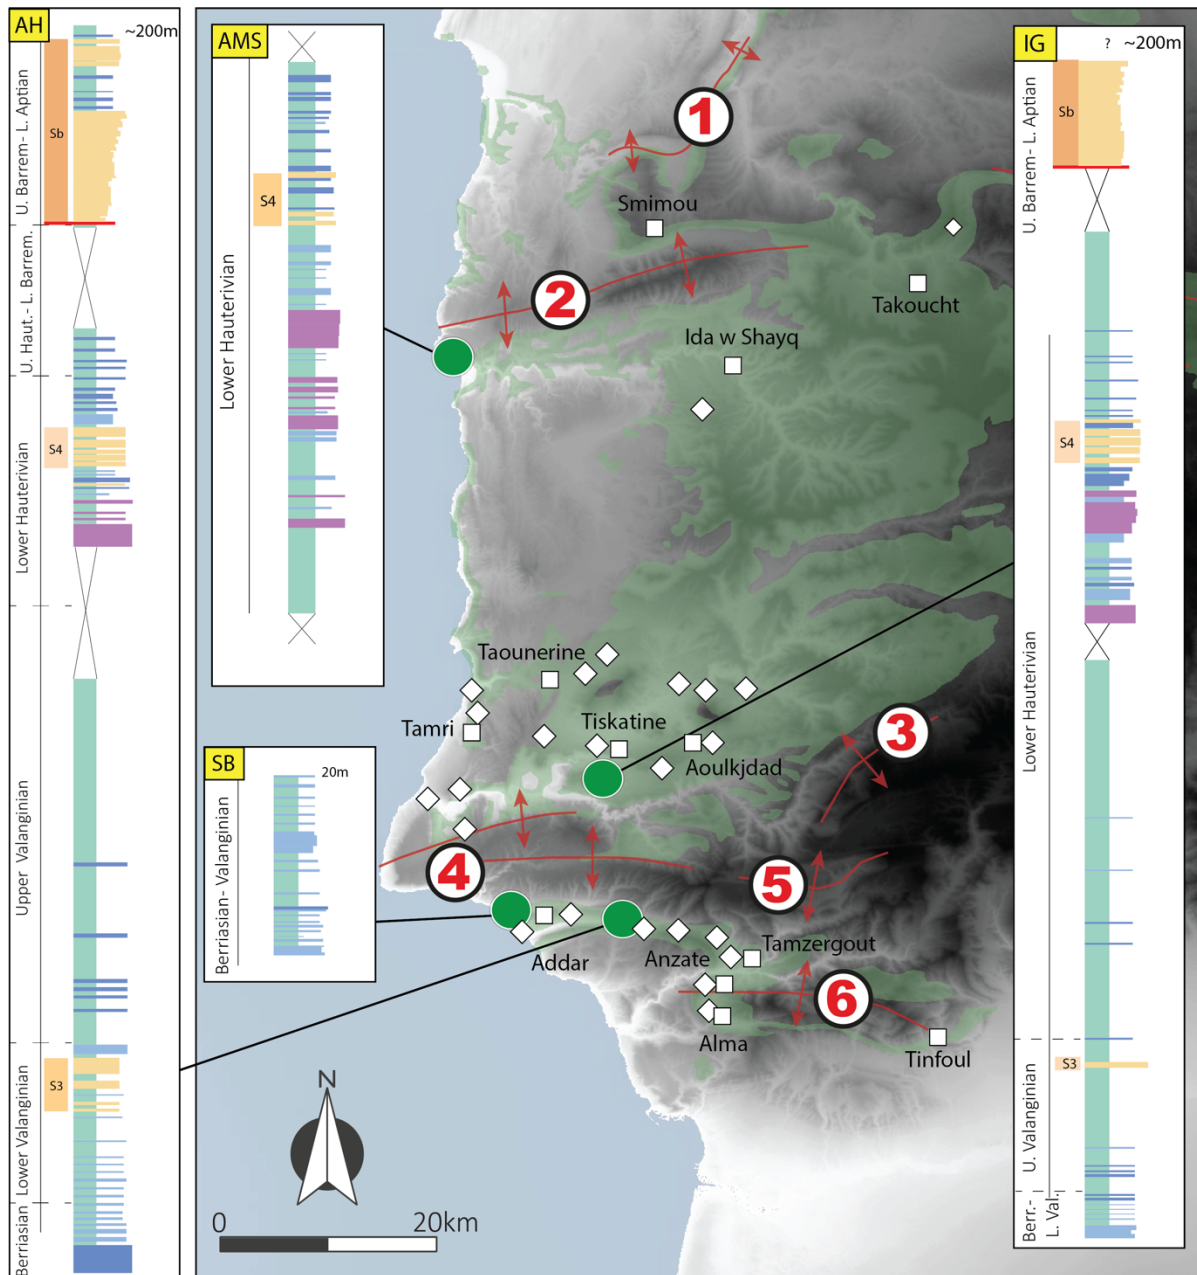 AH
~200m
U. Barrem- L. Aptian
Sb
U. Haut.- L. Barrem.
Lower Hauterivian
S4
Upper Valanginian
Lower Valanginian
S3
Berriasian
AMS
Lower Hauterivian
S4
SB
20m
Berriasian- Valanginian
1
Smimou
2
Takoucht
Ida w Shayq
Taounerine
Tamri
Tiskatine
Aoulkjdad
3
4
5
Addar
Anzate
Tamzergout
6
Alma
Tinfoul
N
0
20km
IG
? ~200m
U. Barrem- L. Aptian
Sb
S4
Lower Hauterivian
S3
U. Valanginian
Berr.-
L. Val.